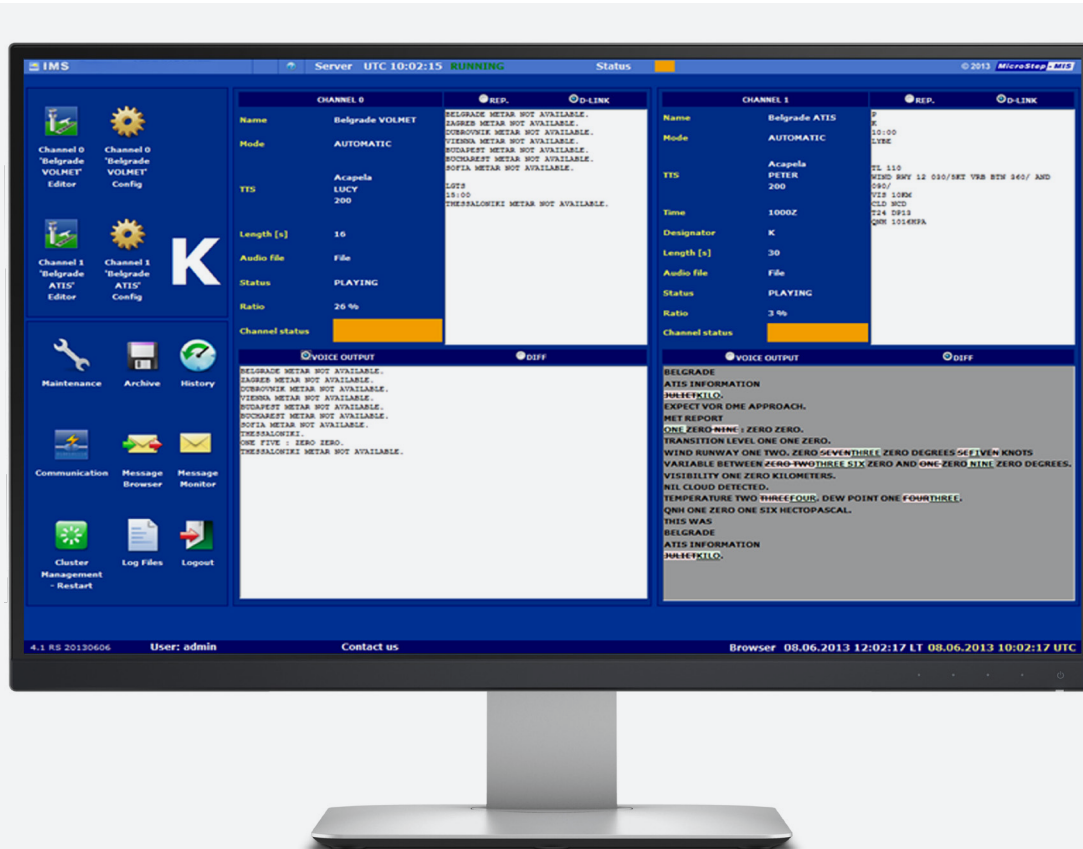 IMS
Server UTC 10:02:15 RUNNING Status
© 2013 MicroStep-MIS
Channel 0 'Belgrade VOLMET' Editor
Channel 0 'Belgrade VOLMET' Config
Channel 1 'Belgrade ATIS' Editor
Channel 1 'Belgrade ATIS' Config
K
Maintenance
Archive
History
Communication
Message Browser
Message Monitor
Cluster Management - Restart
Log Files
Logout
CHANNEL 0
REP.
D-LINK
Name Belgrade VOLMET
Mode AUTOMATIC
TTS Acapela LUCY 200
Length [s] 16
Audio file File
Status PLAYING
Ratio 26 %
Channel status
BELGRADE METAR NOT AVAILABLE.
ZAGREB METAR NOT AVAILABLE.
DUBROVNIK METAR NOT AVAILABLE.
VIENNA METAR NOT AVAILABLE.
BUDAPEST METAR NOT AVAILABLE.
BUCHAREST METAR NOT AVAILABLE.
SOFIA METAR NOT AVAILABLE.
LGTS
15:00
THESSALONIKI METAR NOT AVAILABLE.
VOICE OUTPUT
DIFF
BELGRADE METAR NOT AVAILABLE.
ZAGREB METAR NOT AVAILABLE.
DUBROVNIK METAR NOT AVAILABLE.
VIENNA METAR NOT AVAILABLE.
BUDAPEST METAR NOT AVAILABLE.
BUCHAREST METAR NOT AVAILABLE.
SOFIA METAR NOT AVAILABLE.
THESSALONIKI.
ONE FIVE : ZERO ZERO.
THESSALONIKI METAR NOT AVAILABLE.
CHANNEL 1
REP.
D-LINK
Name Belgrade ATIS
Mode AUTOMATIC
TTS Acapela PETER 200
Time 1000Z
Designator K
Length [s] 30
Audio file File
Status PLAYING
Ratio 3 %
Channel status
P
K
10:00
LYBE
TL 110
WIND RWY 12 030/5KT VRB BTN 360/ AND
090/
VIS 10KM
CLD NCD
T24 DP13
QNH 1016HPA
VOICE OUTPUT
DIFF
BELGRADE
ATIS INFORMATION
JULIETKILO.
EXPECT VOR DME APPROACH.
MET REPORT
ONE ZERO NINE : ZERO ZERO.
TRANSITION LEVEL ONE ONE ZERO.
WIND RUNWAY ONE TWO. ZERO SEVENTHREE ZERO DEGREES SEFIVEN KNOTS
VARIABLE BETWEEN ZERO TWOTHREE SIX ZERO AND ONE ZERO NINE ZERO DEGREES.
VISIBILITY ONE ZERO KILOMETERS.
NIL CLOUD DETECTED.
TEMPERATURE TWO THREEFOUR. DEW POINT ONE FOURTHREE.
QNH ONE ZERO ONE SIX HECTOPASCAL.
THIS WAS
BELGRADE
ATIS INFORMATION
JULIETKILO.
4.1 RS 20130606
User: admin
Contact us
Browser 08.06.2013 12:02:17 LT 08.06.2013 10:02:17 UTC